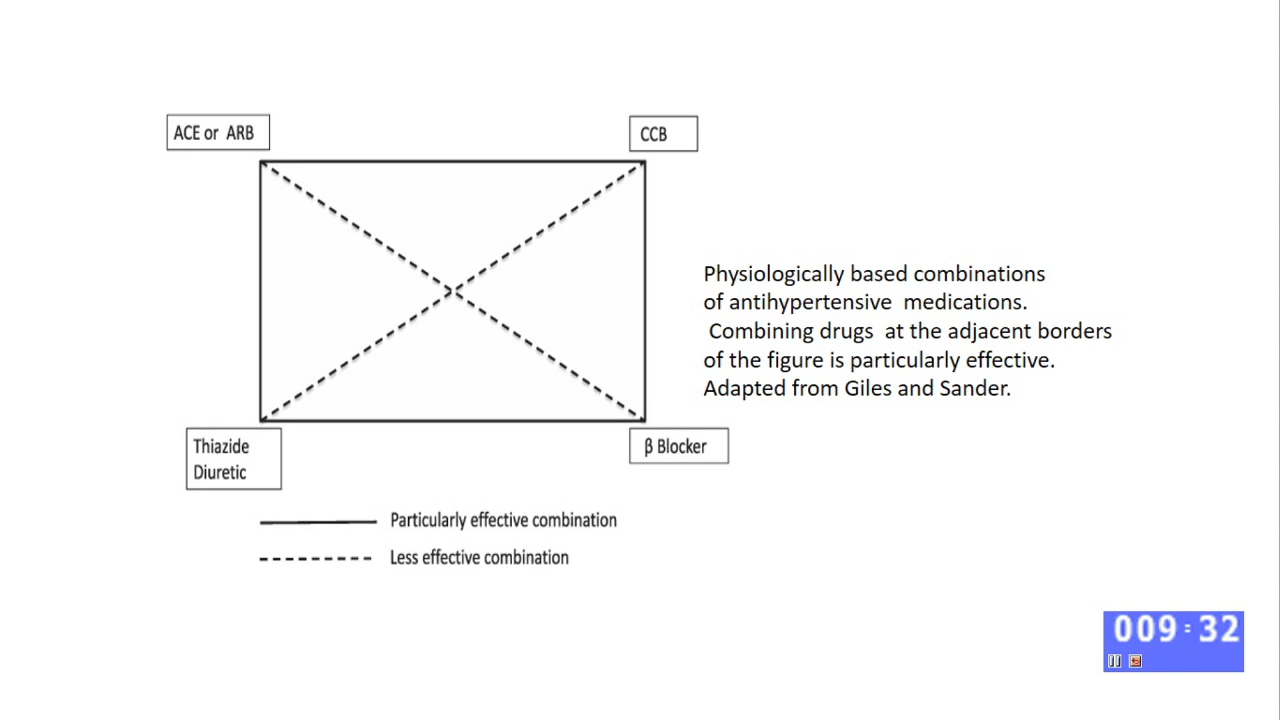 ACE or ARB
CCB
Physiologically based combinations
of antihypertensive medications.
Combining drugs at the adjacent borders
of the figure is particularly effective.
Adapted from Giles and Sander.
Thiazide
Diuretic
β Blocker
Particularly effective combination
Less effective combination
009:32